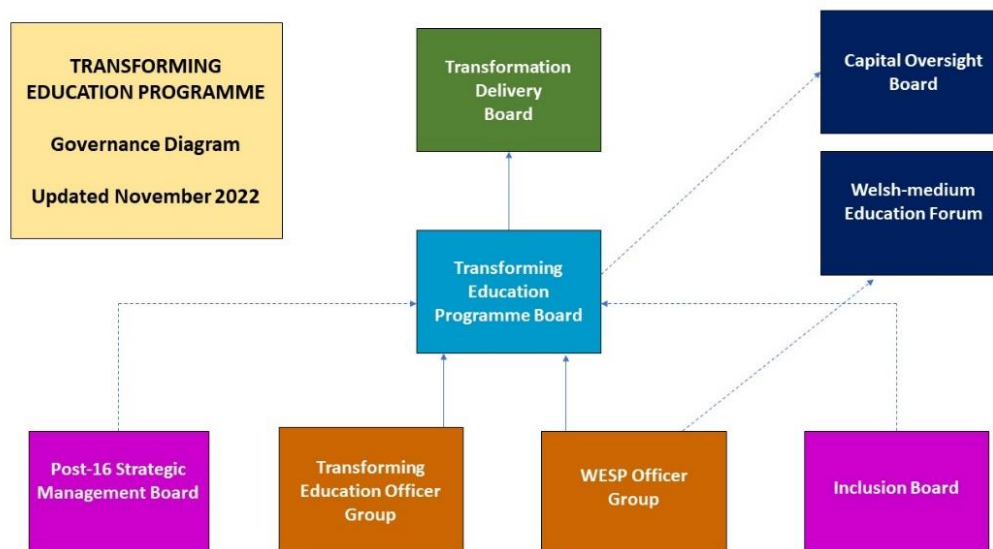 TRANSFORMING
EDUCATION PROGRAMME
Governance Diagram
Updated November 2022
Transformation
Delivery
Board
Capital Oversight
Board
Welsh-medium
Education Forum
Transforming
Education
Programme Board
Post-16 Strategic
Management Board
Transforming
Education Officer
Group
WESP Officer
Group
Inclusion Board